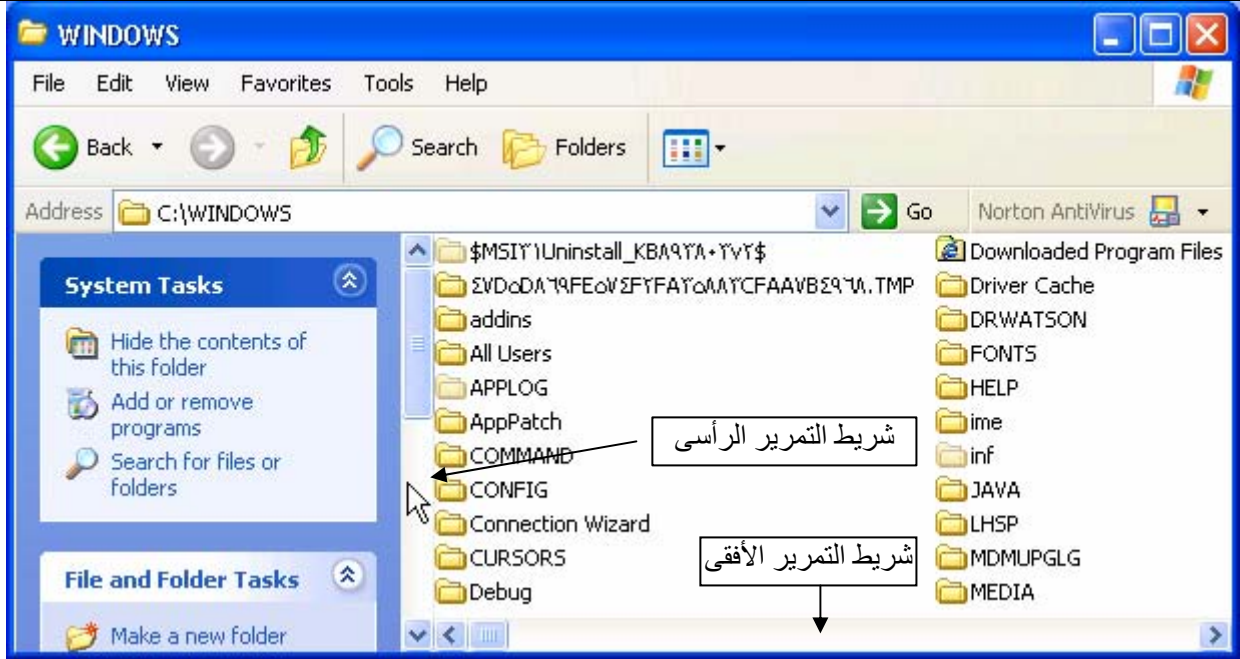 WINDOWS
File Edit View Favorites Tools Help
Back Search Folders
Address C:\WINDOWS Go Norton AntiVirus
System Tasks
Hide the contents of
this folder
Add or remove
programs
Search for files or
folders
File and Folder Tasks
Make a new folder
$MSI٣١Uninstall_KB٨٩٣٨٠٣v٢$
addins
All Users
APPLOG
AppPatch
COMMAND
CONFIG
Connection Wizard
CURSORS
Debug
Downloaded Program Files
Driver Cache
DRWATSON
FONTS
HELP
ime
inf
JAVA
LHSP
MDMUPGLG
MEDIA
شريط التمرير الرأسى
شريط التمرير الأفقى